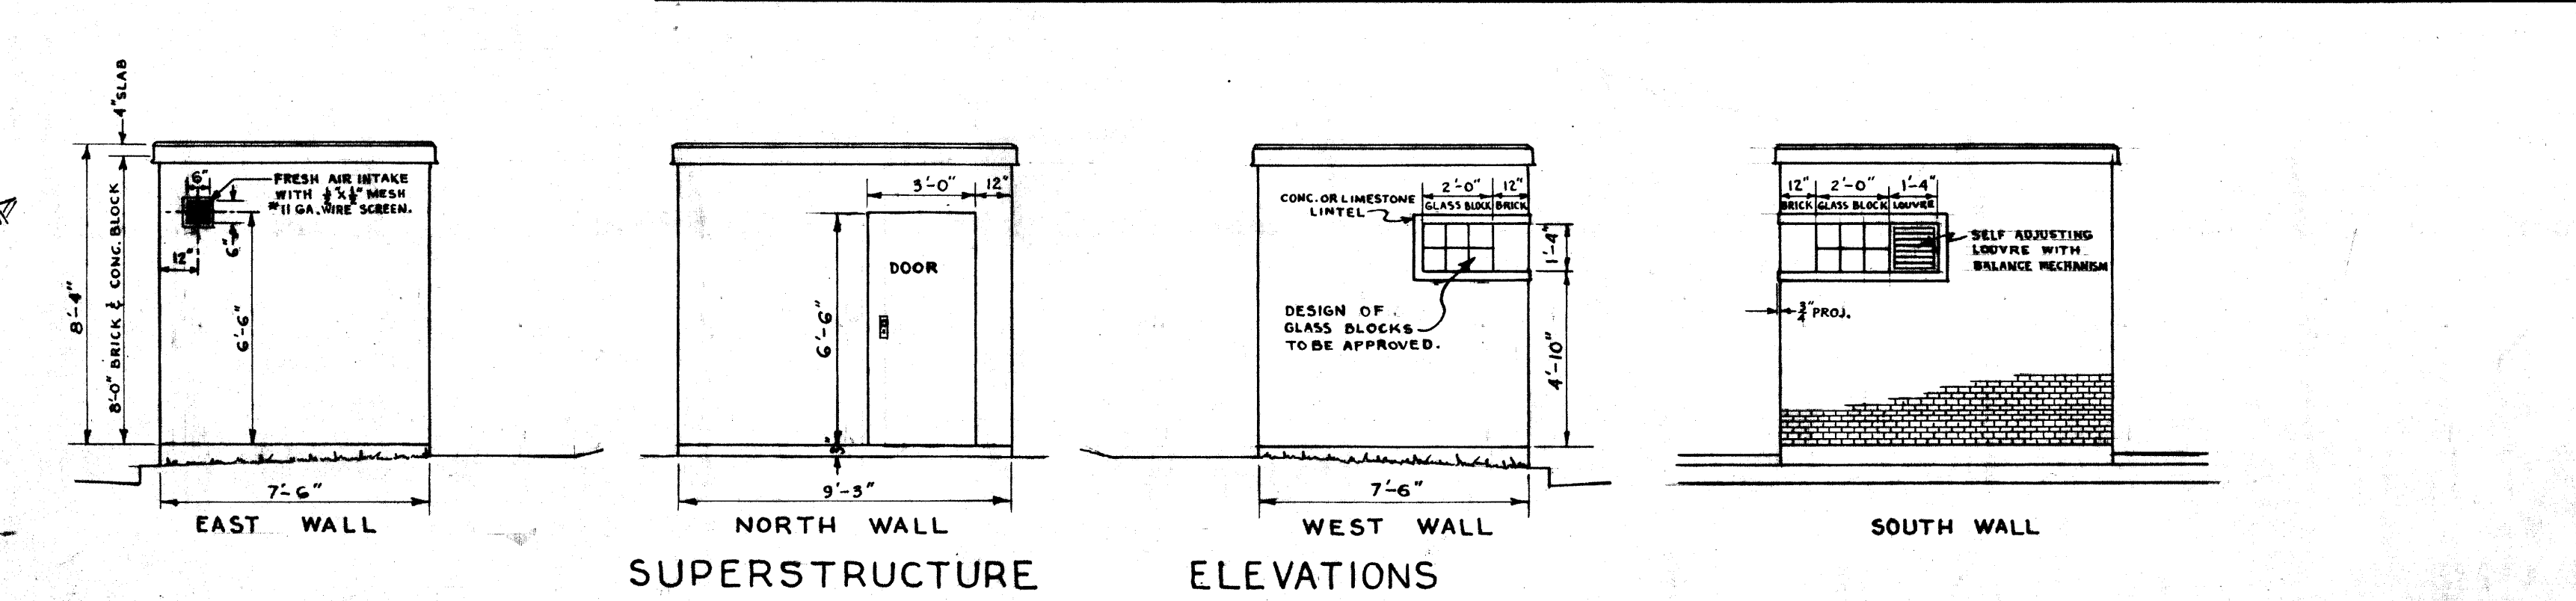 4" SLAB
8'-4"
8'-0" BRICK & CONC. BLOCK
6"
FRESH AIR INTAKE
WITH ½"x½" MESH
#11 GA. WIRE SCREEN.
12"
6"
6'-6"
7'-6"
EAST WALL
3'-0" 12"
DOOR
6'-6"
3"
9'-3"
NORTH WALL
CONC. OR LIMESTONE
LINTEL
2'-0" 12"
GLASS BLOCK BRICK
1'-4"
DESIGN OF
GLASS BLOCKS
TO BE APPROVED.
4'-10"
7'-6"
WEST WALL
12" 2'-0" 1'-4"
BRICK GLASS BLOCK LOUVRE
SELF ADJUSTING
LOUVRE WITH
BALANCE MECHANISM
¾" PROJ.
SOUTH WALL
SUPERSTRUCTURE ELEVATIONS